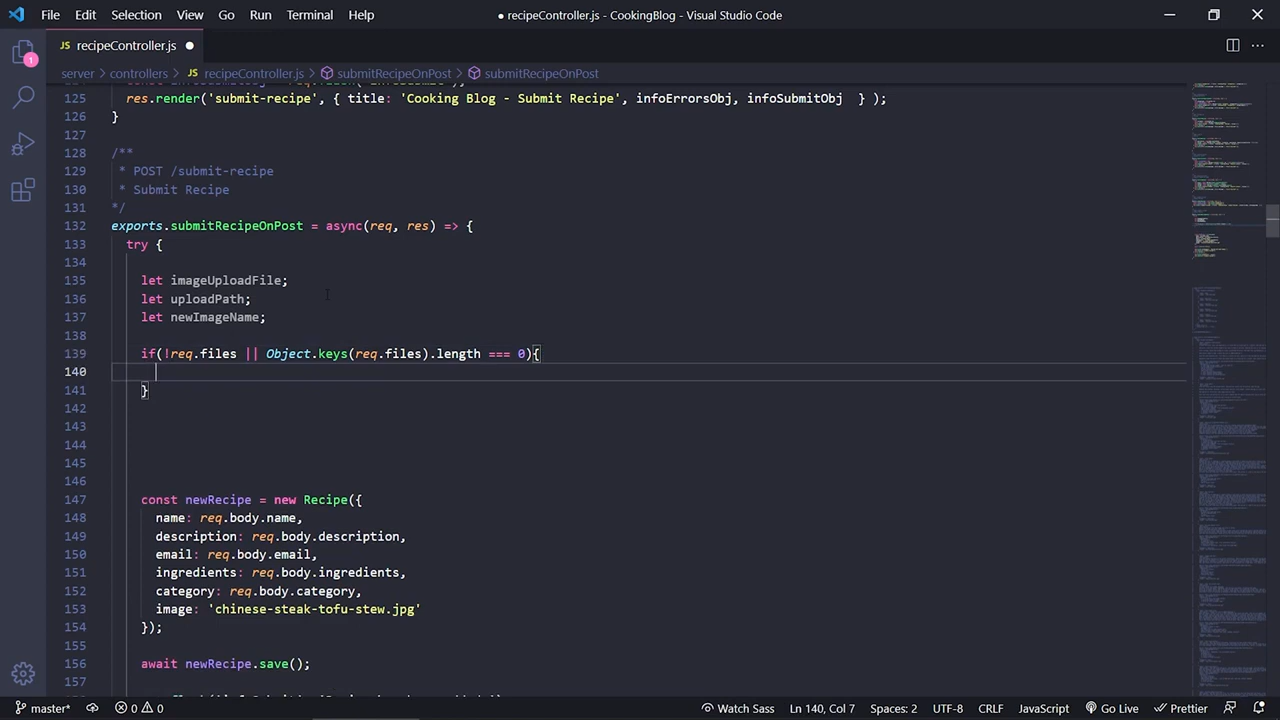 File Edit Selection View Go Run Terminal Help
● recipeController.js - CookingBlog - Visual Studio Code
JS recipeController.js ●
server > controllers > JS recipeController.js > submitRecipeOnPost > submitRecipeOnPost
125 res.render('submit-recipe', { title: 'Cooking Blog - Submit Recipe', infoErrorsObj, infoSubmitObj } );
126 }
127
128 /**
129 * POST /submit-recipe
130 * Submit Recipe
131 */
132 exports.submitRecipeOnPost = async(req, res) => {
133 try {
134
135 let imageUploadFile;
136 let uploadPath;
137 let newImageName;
138
139 if(!req.files || Object.keys(req.files).length === 0){
140
141 }
142
143
144
145
146
147 const newRecipe = new Recipe({
148 name: req.body.name,
149 description: req.body.description,
150 email: req.body.email,
151 ingredients: req.body.ingredients,
152 category: req.body.category,
153 image: 'chinese-steak-tofu-stew.jpg'
154 });
155
156 await newRecipe.save();
157
1
master* 0 0 Watch Sass Ln 140, Col 7 Spaces: 2 UTF-8 CRLF JavaScript Go Live Prettier